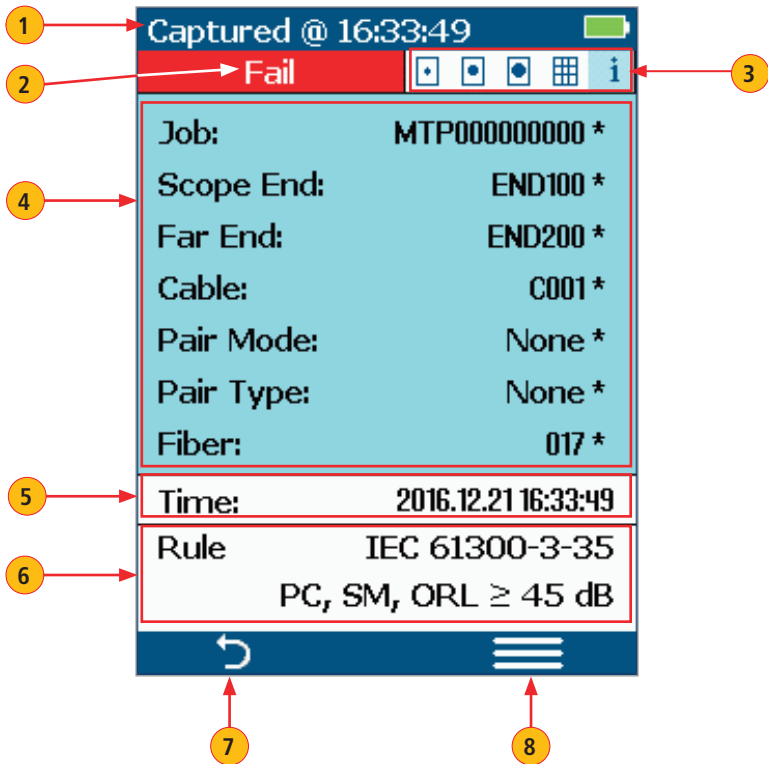 1 Captured @ 16:33:49
2 Fail i 3
4
Job: MTP000000000 *
Scope End: END100 *
Far End: END200 *
Cable: C001 *
Pair Mode: None *
Pair Type: None *
Fiber: 017 *
5 Time: 2016.12.21 16:33:49
Rule IEC 61300-3-35
6
PC, SM, ORL ≥ 45 dB
7 8